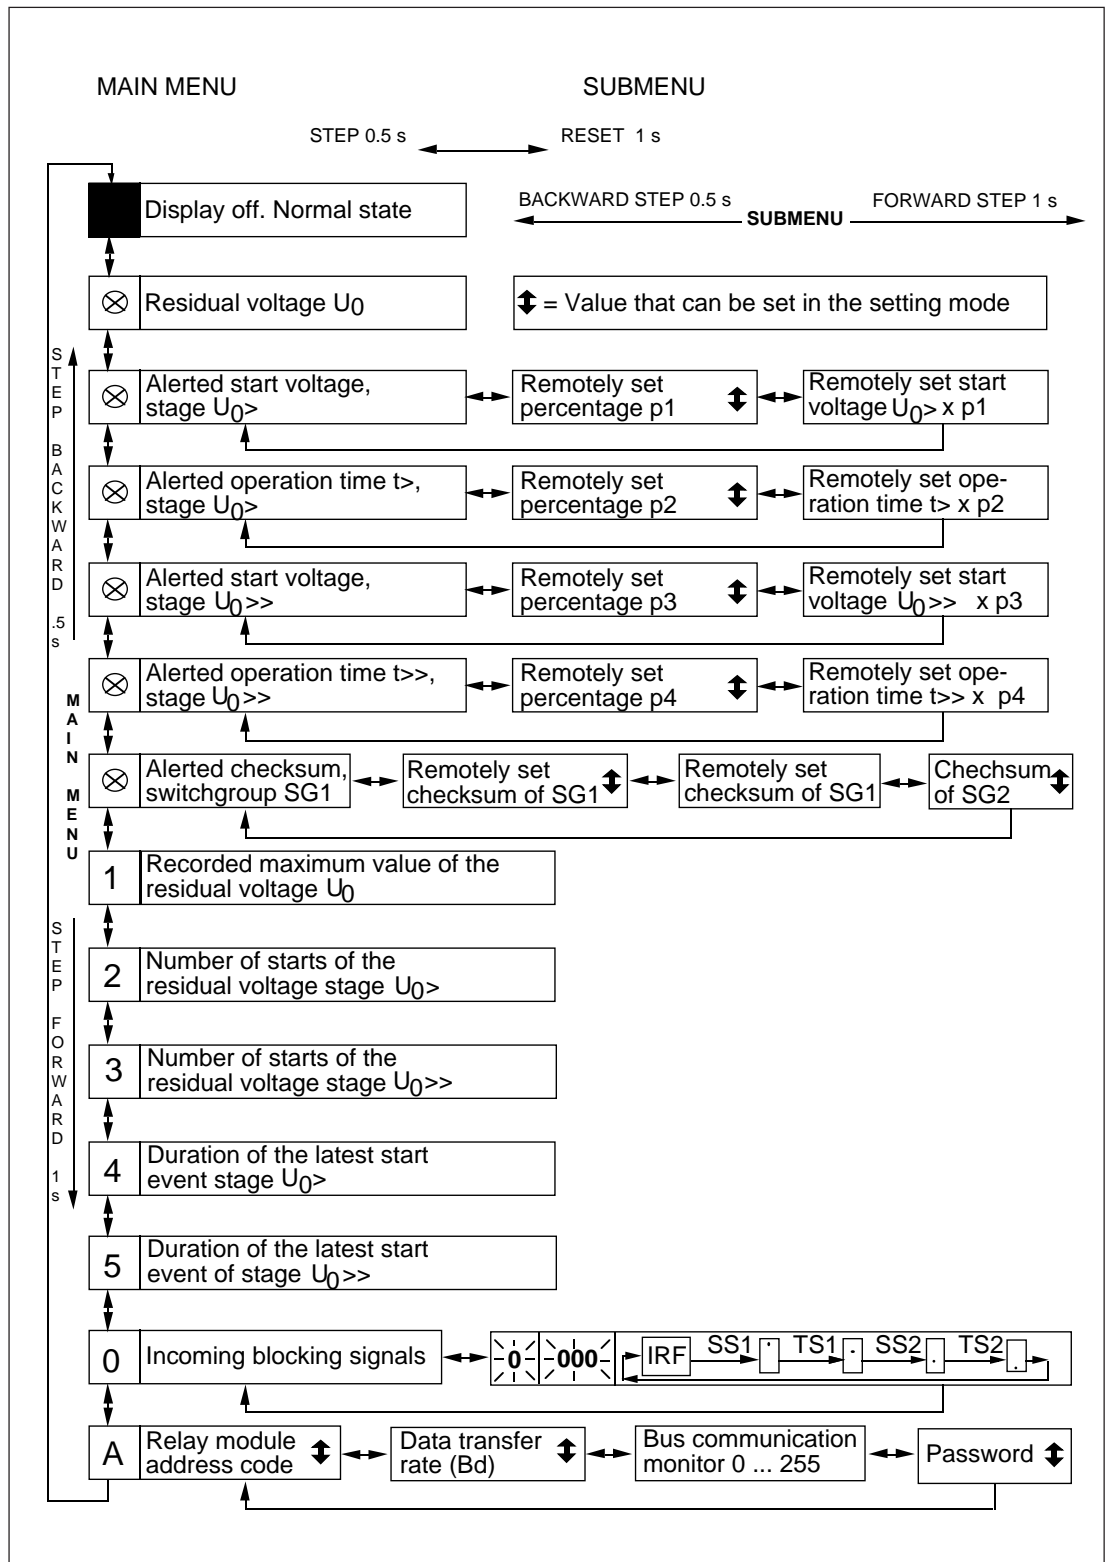 MAIN MENU
SUBMENU
STEP 0.5 s
RESET 1 s
Display off. Normal state
BACKWARD STEP 0.5 s
FORWARD STEP 1 s
SUBMENU
Residual voltage U0
= Value that can be set in the setting mode
STEP BACKWARD .5 s
Alerted start voltage,
stage U0>
Remotely set
percentage p1
Remotely set start
voltage U0> x p1
Alerted operation time t>,
stage U0>
Remotely set
percentage p2
Remotely set ope-
ration time t> x p2
Alerted start voltage,
stage U0>>
Remotely set
percentage p3
Remotely set start
voltage U0>> x p3
Alerted operation time t>>,
stage U0>>
Remotely set
percentage p4
Remotely set ope-
ration time t>> x p4
MAIN MENU
Alerted checksum,
switchgroup SG1
Remotely set
checksum of SG1
Remotely set
checksum of SG1
Chechsum
of SG2
1
Recorded maximum value of the
residual voltage U0
STEP FORWARD 1 s
2
Number of starts of the
residual voltage stage U0>
3
Number of starts of the
residual voltage stage U0>>
4
Duration of the latest start
event stage U0>
5
Duration of the latest start
event of stage U0>>
0
Incoming blocking signals
0
000
IRF
SS1
TS1
SS2
TS2
A
Relay module
address code
Data transfer
rate (Bd)
Bus communication
monitor 0 ... 255
Password